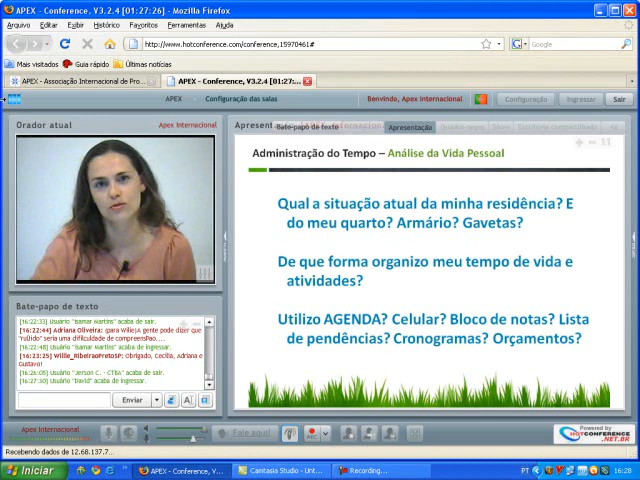 APEX - Conference, V3.2.4 [01:27:26] - Mozilla Firefox
Arquivo Editar Exibir Histórico Favoritos Ferramentas Ajuda
http://www.hotconference.com/conference,15970461#
Google
Mais visitados Guia rápido Últimas notícias
APEX - Associação Internacional de Pro...
APEX - Conference, V3.2.4 [01:27:...
APEX - Configuração das salas
Benvindo, Apex Internacional
Configuração Ingressar Sair
Orador atual Apex Internacional
Bate-papo de texto
Apresentação
Administração do Tempo – Análise da Vida Pessoal
Qual a situação atual da minha residência? E
do meu quarto? Armário? Gavetas?
De que forma organizo meu tempo de vida e
atividades?
Utilizo AGENDA? Celular? Bloco de notas? Lista
de pendências? Cronogramas? Orçamentos?
Bate-papo de texto
[16:22:33] Usuário "Isamar Martins" acaba de sair.
[16:22:44] Adriana Oliveira: (para Wilie)A gente pode dizer que
"ruÍido" seria uma dificuldade de compreensPao....
[16:22:48] Usuário "Isamar Martins" acaba de ingressar.
[16:23:25] Willie_RibeiraoPretoSP: Obrigado, Cecilia, Adriana e
Gustavo!
[16:26:05] Usuário "Jerson C. - CTBA" acaba de sair.
[16:27:30] Usuário "David" acaba de ingressar.
Enviar
Apex Internacional
Fale aqui!
REC
Powered by
HOTCONFERENCE
.NET.BR
Recebendo dados de 12.68.137.7...
Iniciar
APEX - Conference, V...
Camtasia Studio - Unt...
Recording...
PT
16:28